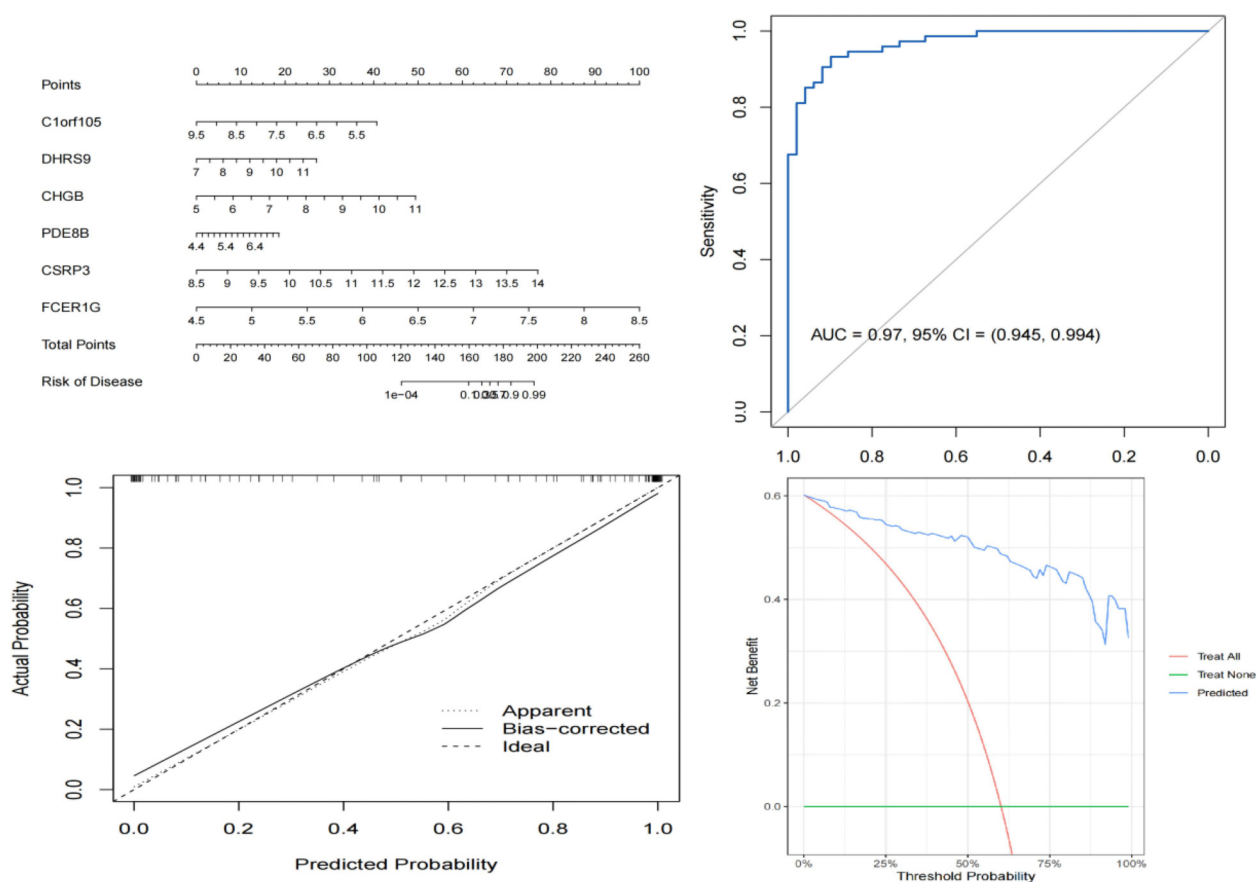 0 10 20 30 40 50 60 70 80 90 100
Points
C1orf105
9.5 8.5 7.5 6.5 5.5
DHRS9
7 8 9 10 11
CHGB
5 6 7 8 9 10 11
PDE8B
4.4 5.4 6.4
CSRP3
8.5 9 9.5 10 10.5 11 11.5 12 12.5 13 13.5 14
FCER1G
4.5 5 5.5 6 6.5 7 7.5 8 8.5
Total Points
0 20 40 60 80 100 120 140 160 180 200 220 240 260
Risk of Disease
1e-04 0.9 0.99
Sensitivity
0.0 0.2 0.4 0.6 0.8 1.0
AUC = 0.97, 95% CI = (0.945, 0.994)
1.0 0.8 0.6 0.4 0.2 0.0
Actual Probability
0.0 0.2 0.4 0.6 0.8 1.0
Apparent
Bias-corrected
Ideal
0.0 0.2 0.4 0.6 0.8 1.0
Predicted Probability
Net Benefit
0.6
0.4
0.2
0.0
0% 25% 50% 75% 100%
Threshold Probability
Treat All
Treat None
Predicted